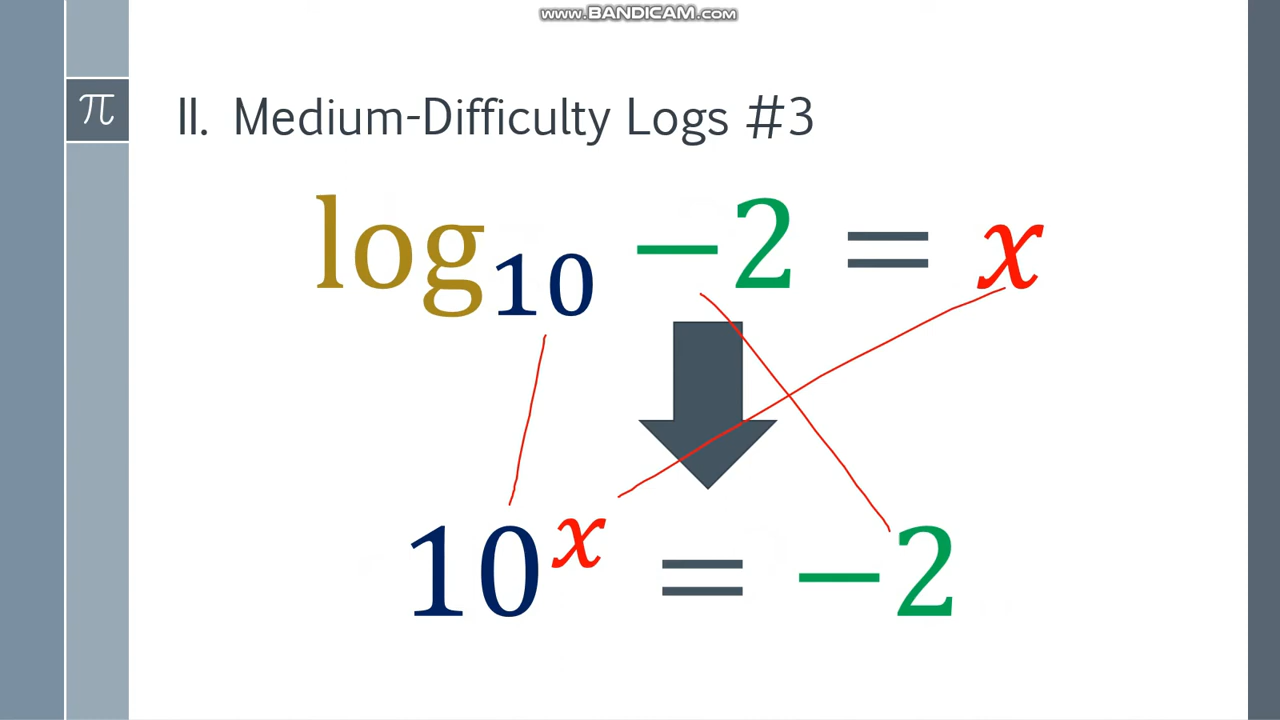 www.BANDICAM.com
π
II. Medium-Difficulty Logs #3
log₁₀ −2 = x
10ˣ = −2